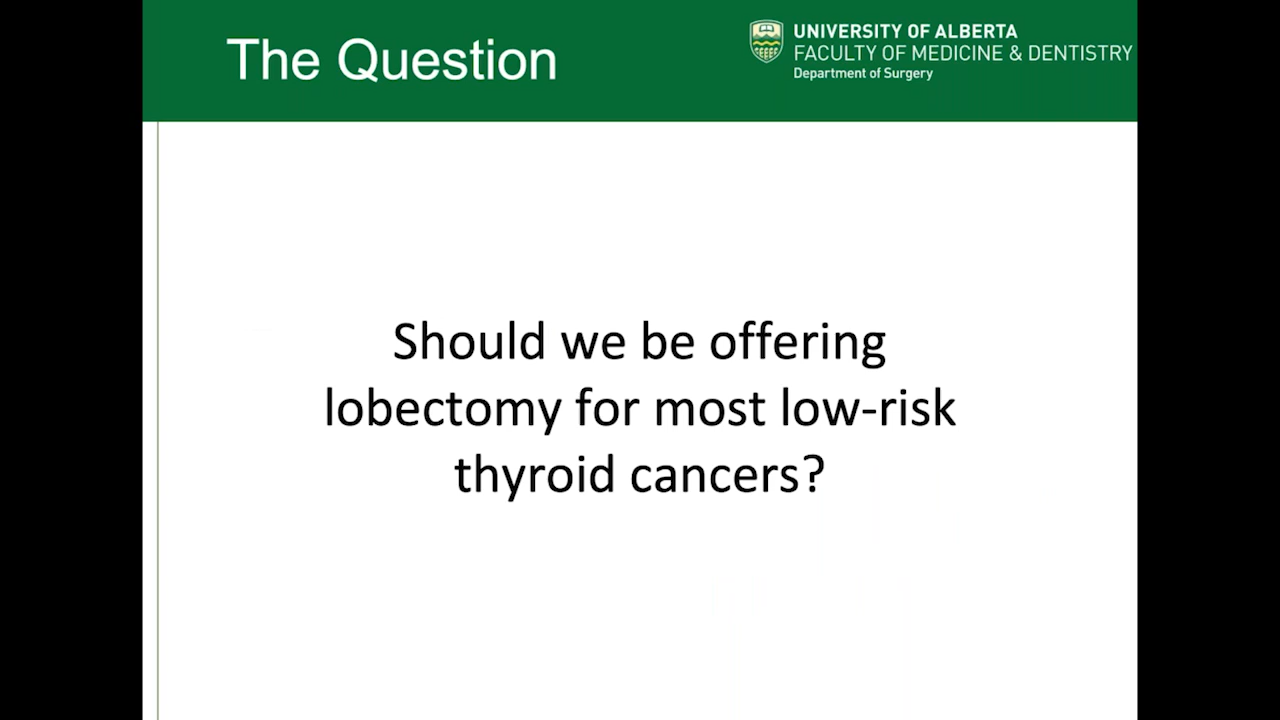 The Question
UNIVERSITY OF ALBERTA
FACULTY OF MEDICINE & DENTISTRY
Department of Surgery
Should we be offering
lobectomy for most low-risk
thyroid cancers?